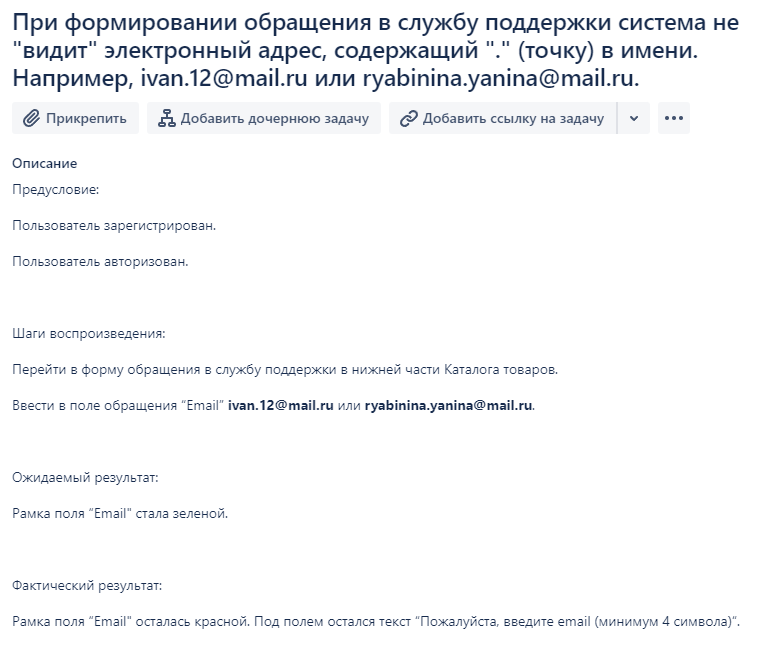 При формировании обращения в службу поддержки система не
"видит" электронный адрес, содержащий "." (точку) в имени.
Например, ivan.12@mail.ru или ryabinina.yanina@mail.ru.
Прикрепить
Добавить дочернюю задачу
Добавить ссылку на задачу
Описание
Предусловие:
Пользователь зарегистрирован.
Пользователь авторизован.
Шаги воспроизведения:
Перейти в форму обращения в службу поддержки в нижней части Каталога товаров.
Ввести в поле обращения “Email” ivan.12@mail.ru или ryabinina.yanina@mail.ru.
Ожидаемый результат:
Рамка поля “Email” стала зеленой.
Фактический результат:
Рамка поля “Email” осталась красной. Под полем остался текст “Пожалуйста, введите email (минимум 4 символа)”.